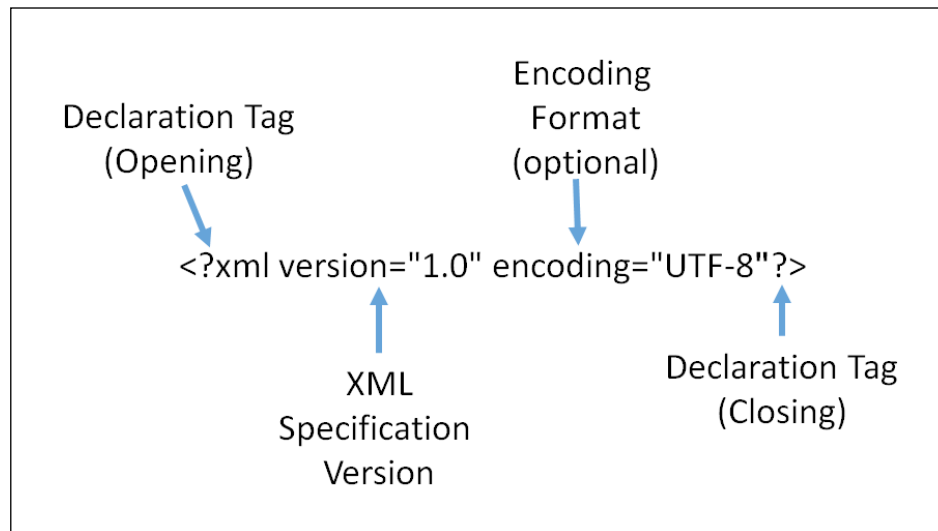 Declaration Tag
(Opening)
Encoding
Format
(optional)
<?xml version="1.0" encoding="UTF-8"?>
XML
Specification
Version
Declaration Tag
(Closing)